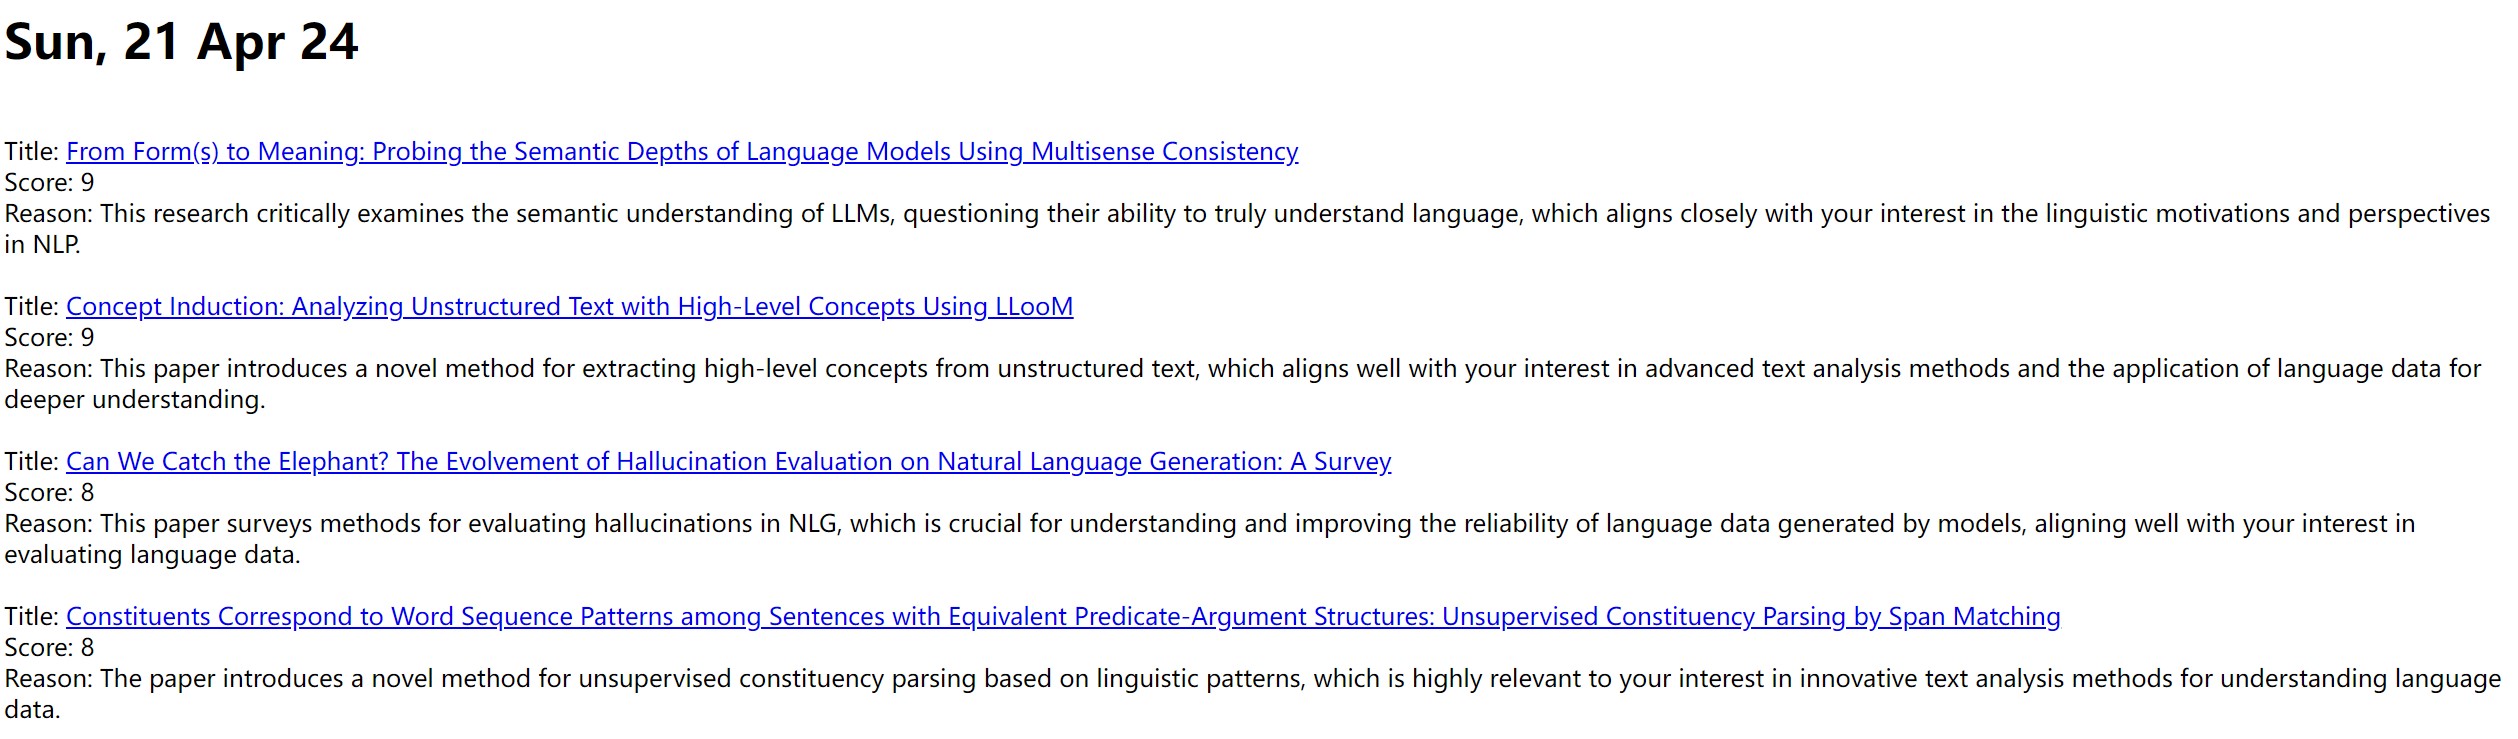 Sun, 21 Apr 24
Title: From Form(s) to Meaning: Probing the Semantic Depths of Language Models Using Multisense Consistency
Score: 9
Reason: This research critically examines the semantic understanding of LLMs, questioning their ability to truly understand language, which aligns closely with your interest in the linguistic motivations and perspectives
in NLP.
Title: Concept Induction: Analyzing Unstructured Text with High-Level Concepts Using LLooM
Score: 9
Reason: This paper introduces a novel method for extracting high-level concepts from unstructured text, which aligns well with your interest in advanced text analysis methods and the application of language data for
deeper understanding.
Title: Can We Catch the Elephant? The Evolvement of Hallucination Evaluation on Natural Language Generation: A Survey
Score: 8
Reason: This paper surveys methods for evaluating hallucinations in NLG, which is crucial for understanding and improving the reliability of language data generated by models, aligning well with your interest in
evaluating language data.
Title: Constituents Correspond to Word Sequence Patterns among Sentences with Equivalent Predicate-Argument Structures: Unsupervised Constituency Parsing by Span Matching
Score: 8
Reason: The paper introduces a novel method for unsupervised constituency parsing based on linguistic patterns, which is highly relevant to your interest in innovative text analysis methods for understanding language
data.